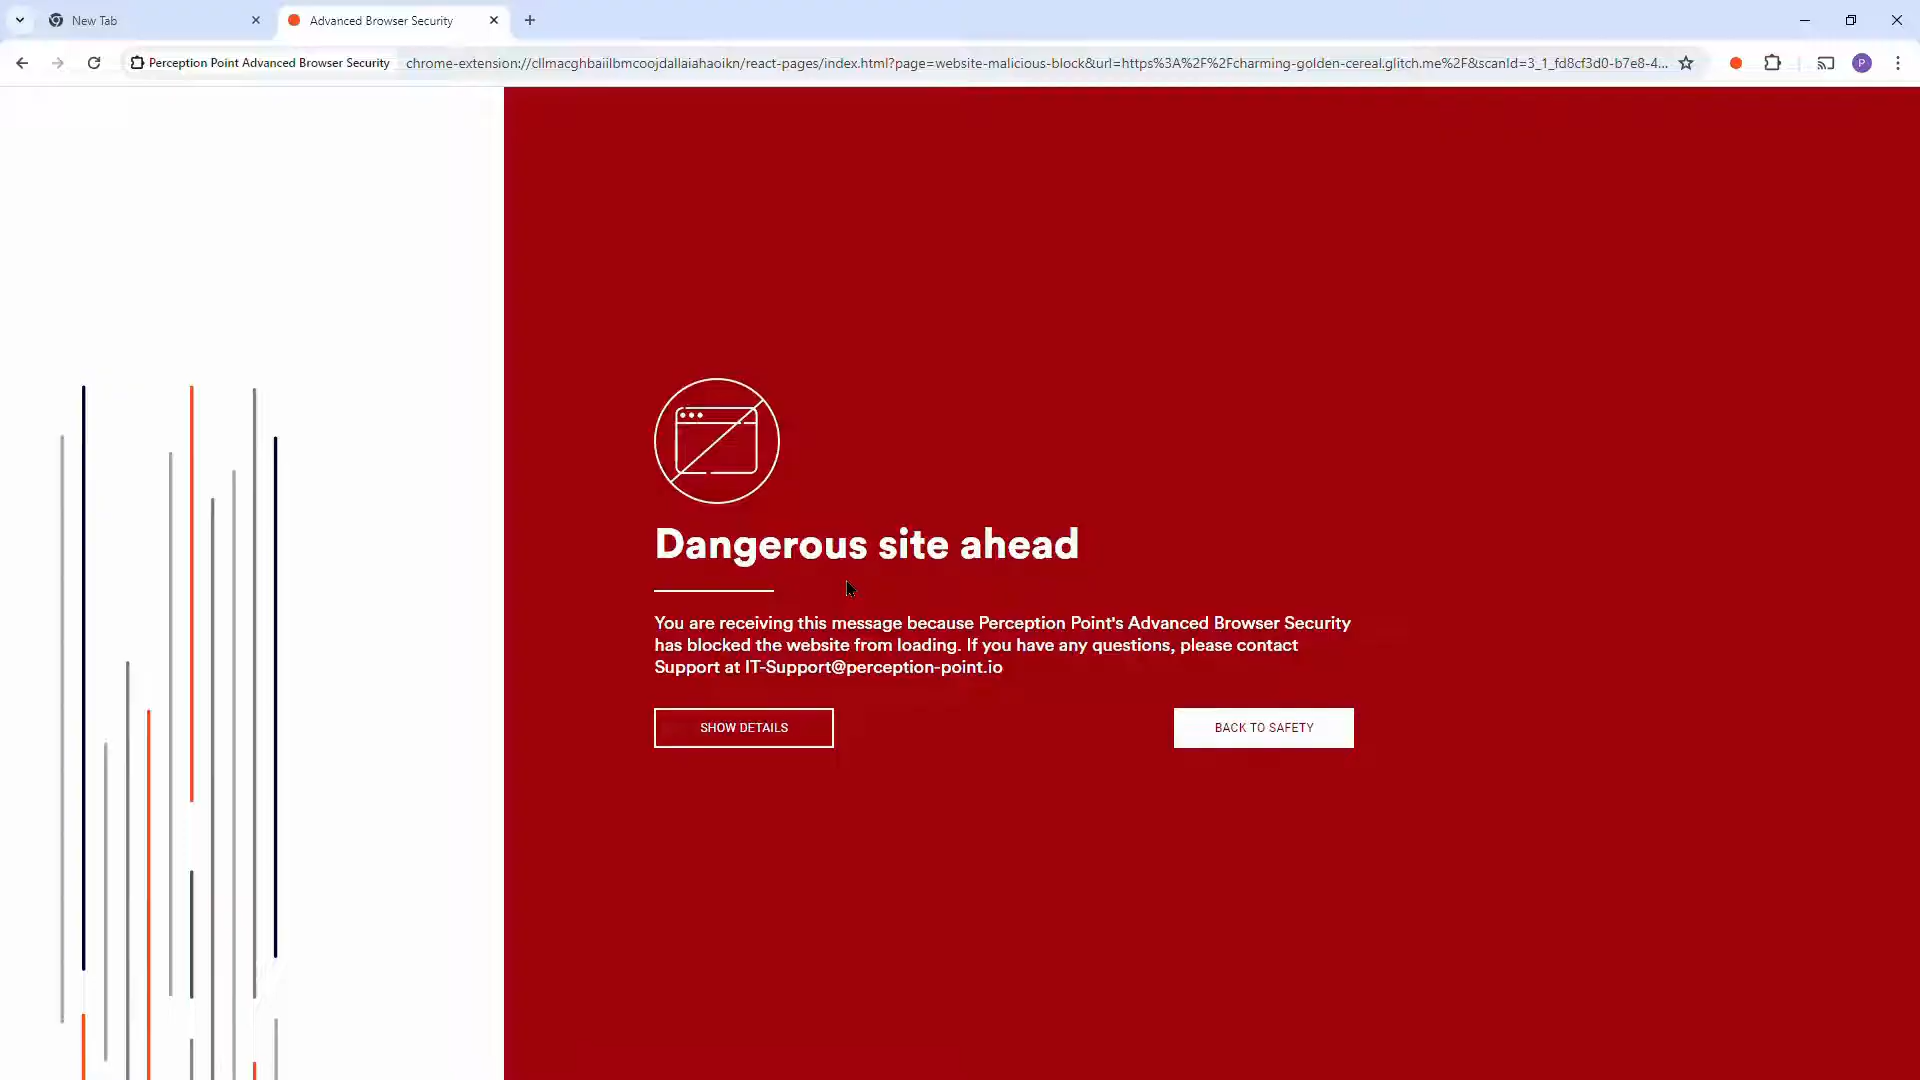 New Tab
Advanced Browser Security
Perception Point Advanced Browser Security
chrome-extension://cllmacghbaiilbmcoojdallaiahaoikn/react-pages/index.html?page=website-malicious-block&url=https%3A%2F%2Fcharming-golden-cereal.glitch.me%2F&scanId=3_1_fd8cf3d0-b7e8-4...
P
Dangerous site ahead
You are receiving this message because Perception Point's Advanced Browser Security
has blocked the website from loading. If you have any questions, please contact
Support at IT-Support@perception-point.io
SHOW DETAILS
BACK TO SAFETY